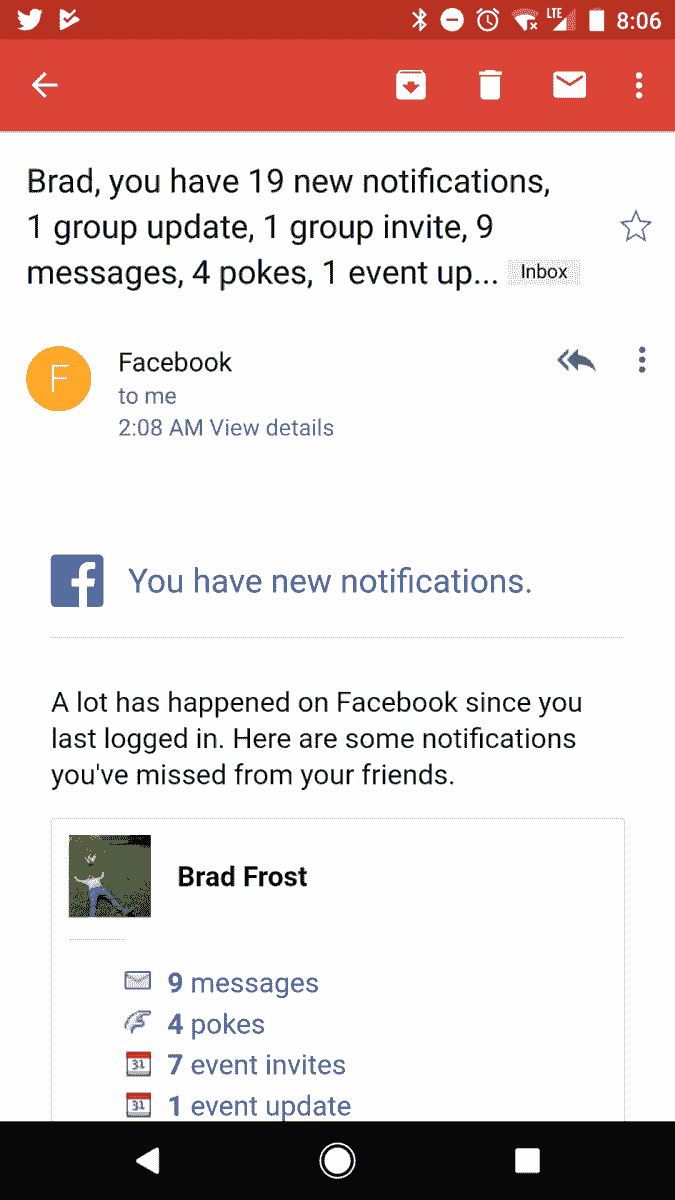 LTE 8:06
Brad, you have 19 new notifications,
1 group update, 1 group invite, 9
messages, 4 pokes, 1 event up... Inbox
F
Facebook
to me
2:08 AM View details
f You have new notifications.
A lot has happened on Facebook since you
last logged in. Here are some notifications
you've missed from your friends.
Brad Frost
9 messages
4 pokes
31 7 event invites
31 1 event update